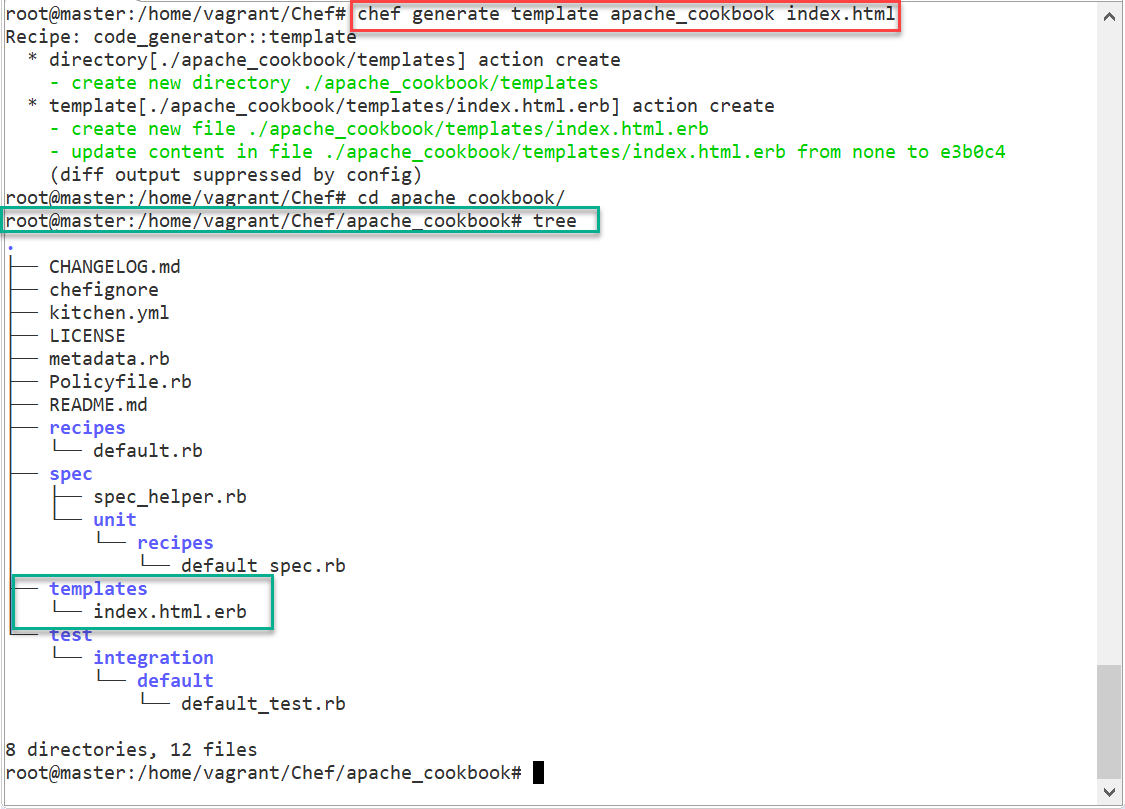 root@master:/home/vagrant/Chef# chef generate template apache_cookbook index.html
Recipe: code_generator::template
  * directory[./apache_cookbook/templates] action create
    - create new directory ./apache_cookbook/templates
  * template[./apache_cookbook/templates/index.html.erb] action create
    - create new file ./apache_cookbook/templates/index.html.erb
    - update content in file ./apache_cookbook/templates/index.html.erb from none to e3b0c4
    (diff output suppressed by config)
root@master:/home/vagrant/Chef# cd apache_cookbook/
root@master:/home/vagrant/Chef/apache_cookbook# tree
.
├── CHANGELOG.md
├── chefignore
├── kitchen.yml
├── LICENSE
├── metadata.rb
├── Policyfile.rb
├── README.md
├── recipes
│   └── default.rb
├── spec
│   ├── spec_helper.rb
│   └── unit
│       └── recipes
│           └── default_spec.rb
├── templates
│   └── index.html.erb
└── test
    └── integration
        └── default
            └── default_test.rb

8 directories, 12 files
root@master:/home/vagrant/Chef/apache_cookbook#